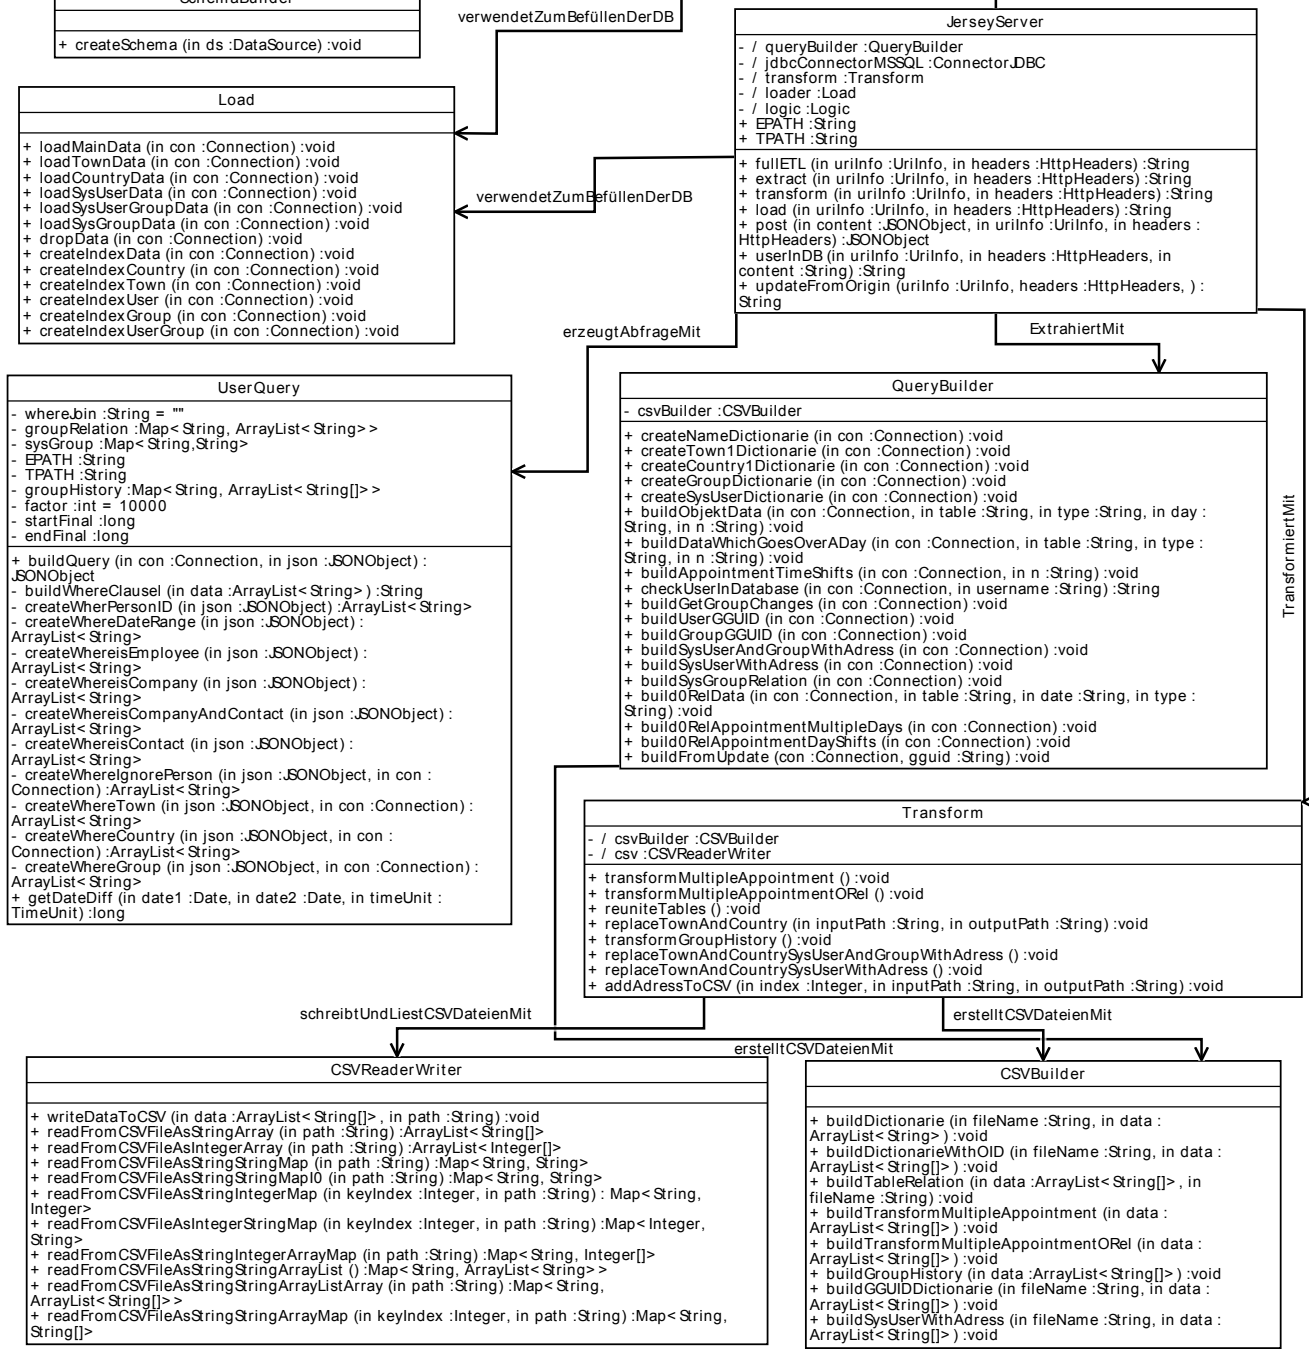 SchemaBuilder
+ createSchema (in ds :DataSource) :void
verwendetZumBefüllenDerDB
Load
+ loadMainData (in con :Connection) :void
+ loadTownData (in con :Connection) :void
+ loadCountryData (in con :Connection) :void
+ loadSysUserData (in con :Connection) :void
+ loadSysUserGroupData (in con :Connection) :void
+ loadSysGroupData (in con :Connection) :void
+ dropData (in con :Connection) :void
+ createIndexData (in con :Connection) :void
+ createIndexCountry (in con :Connection) :void
+ createIndexTown (in con :Connection) :void
+ createIndexUser (in con :Connection) :void
+ createIndexGroup (in con :Connection) :void
+ createIndexUserGroup (in con :Connection) :void
verwendetZumBefüllenDerDB
JerseyServer
- / queryBuilder :QueryBuilder
- / jdbcConnectorMSSQL :ConnectorJDBC
- / transform :Transform
- / loader :Load
- / logic :Logic
+ EPATH :String
+ TPATH :String
+ fullETL (in uriInfo :UriInfo, in headers :HttpHeaders) :String
+ extract (in uriInfo :UriInfo, in headers :HttpHeaders) :String
+ transform (in uriInfo :UriInfo, in headers :HttpHeaders) :String
+ load (in uriInfo :UriInfo, in headers :HttpHeaders) :String
+ post (in content :JSONObject, in uriInfo :UriInfo, in headers :
HttpHeaders) :JSONObject
+ userInDB (in uriInfo :UriInfo, in headers :HttpHeaders, in
content :String) :String
+ updateFromOrigin (uriInfo :UriInfo, headers :HttpHeaders, ) :
String
erzeugtAbfrageMit
ExtrahiertMit
TransformiertMit
UserQuery
- whereJoin :String = ""
- groupRelation :Map<String, ArrayList<String>>
- sysGroup :Map<String,String>
- EPATH :String
- TPATH :String
- groupHistory :Map<String, ArrayList<String[]>>
- factor :int = 10000
- startFinal :long
- endFinal :long
+ buildQuery (in con :Connection, in json :JSONObject) :
JSONObject
- buildWhereClausel (in data :ArrayList<String>) :String
- createWherPersonID (in json :JSONObject) :ArrayList<String>
- createWhereDateRange (in json :JSONObject) :
ArrayList<String>
- createWhereisEmployee (in json :JSONObject) :
ArrayList<String>
- createWhereisCompany (in json :JSONObject) :
ArrayList<String>
- createWhereisCompanyAndContact (in json :JSONObject) :
ArrayList<String>
- createWhereisContact (in json :JSONObject) :
ArrayList<String>
- createWhereIgnorePerson (in json :JSONObject, in con :
Connection) :ArrayList<String>
- createWhereTown (in json :JSONObject, in con :Connection) :
ArrayList<String>
- createWhereCountry (in json :JSONObject, in con :
Connection) :ArrayList<String>
- createWhereGroup (in json :JSONObject, in con :Connection) :
ArrayList<String>
+ getDateDiff (in date1 :Date, in date2 :Date, in timeUnit :
TimeUnit) :long
QueryBuilder
- csvBuilder :CSVBuilder
+ createNameDictionarie (in con :Connection) :void
+ createTown1Dictionarie (in con :Connection) :void
+ createCountry1Dictionarie (in con :Connection) :void
+ createGroupDictionarie (in con :Connection) :void
+ createSysUserDictionarie (in con :Connection) :void
+ buildObjektData (in con :Connection, in table :String, in type :String, in day :
String, in n :String) :void
+ buildDataWhichGoesOverADay (in con :Connection, in table :String, in type :
String, in n :String) :void
+ buildAppointmentTimeShifts (in con :Connection, in n :String) :void
+ checkUserInDatabase (in con :Connection, in username :String) :String
+ buildGetGroupChanges (in con :Connection) :void
+ buildUserGGUID (in con :Connection) :void
+ buildGroupGGUID (in con :Connection) :void
+ buildSysUserAndGroupWithAdress (in con :Connection) :void
+ buildSysUserWithAdress (in con :Connection) :void
+ buildSysGroupRelation (in con :Connection) :void
+ build0RelData (in con :Connection, in table :String, in date :String, in type :
String) :void
+ build0RelAppointmentMultipleDays (in con :Connection) :void
+ build0RelAppointmentDayShifts (in con :Connection) :void
+ buildFromUpdate (con :Connection, gguid :String) :void
Transform
- / csvBuilder :CSVBuilder
- / csv :CSVReaderWriter
+ transformMultipleAppointment () :void
+ transformMultipleAppointmentORel () :void
+ reuniteTables () :void
+ replaceTownAndCountry (in inputPath :String, in outputPath :String) :void
+ transformGroupHistory () :void
+ replaceTownAndCountrySysUserAndGroupWithAdress () :void
+ replaceTownAndCountrySysUserWithAdress () :void
+ addAdressToCSV (in index :Integer, in inputPath :String, in outputPath :String) :void
schreibtUndLiestCSVDateienMit
erstelltCSVDateienMit
erstelltCSVDateienMit
CSVReaderWriter
+ writeDataToCSV (in data :ArrayList<String[]>, in path :String) :void
+ readFromCSVFileAsStringArray (in path :String) :ArrayList<String[]>
+ readFromCSVFileAsIntegerArray (in path :String) :ArrayList<Integer[]>
+ readFromCSVFileAsStringStringMap (in path :String) :Map<String, String>
+ readFromCSVFileAsStringStringMapI0 (in path :String) :Map<String, String>
+ readFromCSVFileAsStringIntegerMap (in keyIndex :Integer, in path :String) : Map<String,
Integer>
+ readFromCSVFileAsIntegerStringMap (in keyIndex :Integer, in path :String) :Map<Integer,
String>
+ readFromCSVFileAsStringIntegerArrayMap (in path :String) :Map<String, Integer[]>
+ readFromCSVFileAsStringStringArrayList () :Map<String, ArrayList<String>>
+ readFromCSVFileAsStringStringArrayListArray (in path :String) :Map<String,
ArrayList<String[]>>
+ readFromCSVFileAsStringStringArrayMap (in keyIndex :Integer, in path :String) :Map<String,
String[]>
CSVBuilder
+ buildDictionarie (in fileName :String, in data :
ArrayList<String>) :void
+ buildDictionarieWithOID (in fileName :String, in data :
ArrayList<String[]>) :void
+ buildTableRelation (in data :ArrayList<String[]>, in
fileName :String) :void
+ buildTransformMultipleAppointment (in data :
ArrayList<String[]>) :void
+ buildTransformMultipleAppointmentORel (in data :
ArrayList<String[]>) :void
+ buildGroupHistory (in data :ArrayList<String[]>) :void
+ buildGGUIDDictionarie (in fileName :String, in data :
ArrayList<String[]>) :void
+ buildSysUserWithAdress (in fileName :String, in data :
ArrayList<String[]>) :void